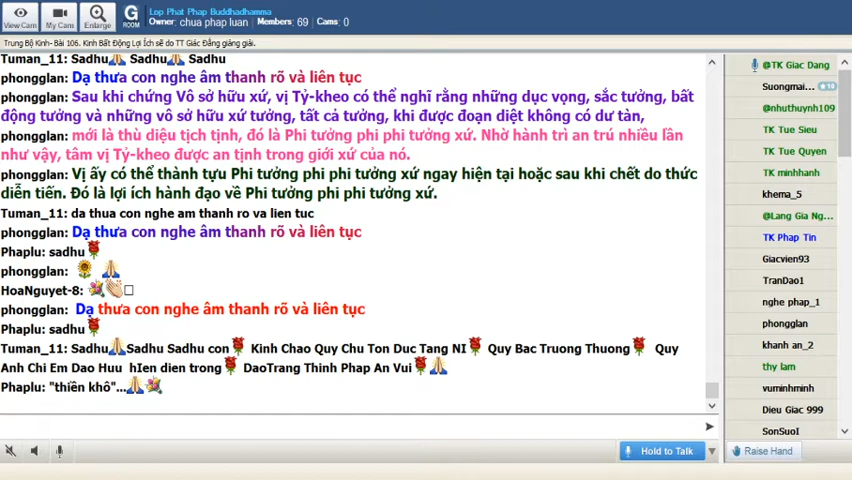 Lop Phat Phap Buddhadhamma
Owner: chua phap luan Members: 69 Cams: 0
View Cam
My Cams
Enlarge
G
ROOM
Trung Bộ Kinh- Bài 106. Kinh Bất Động Lợi Ích sẽ do TT Giác Đẳng giảng giải.
Tuman_11: Sadhu Sadhu Sadhu
phongglan: Dạ thưa con nghe âm thanh rõ và liên tục
phongglan: Sau khi chứng Vô sở hữu xứ, vị Tỷ-kheo có thể nghĩ rằng những dục vọng, sắc tưởng, bất
động tưởng và những vô sở hữu xứ tưởng, tất cả tưởng, khi được đoạn diệt không có dư tàn,
phongglan: mới là thù diệu tịch tịnh, đó là Phi tưởng phi phi tưởng xứ. Nhờ hành trì an trú nhiều lần
như vậy, tâm vị Tỷ-kheo được an tịnh trong giới xứ của nó.
phongglan: Vị ấy có thể thành tựu Phi tưởng phi phi tưởng xứ ngay hiện tại hoặc sau khi chết do thức
diễn tiến. Đó là lợi ích hành đạo về Phi tưởng phi phi tưởng xứ.
Tuman_11: da thua con nghe am thanh ro va lien tuc
phongglan: Dạ thưa con nghe âm thanh rõ và liên tục
Phaplu: sadhu
phongglan:
HoaNguyet-8:
phongglan: Dạ thưa con nghe âm thanh rõ và liên tục
Phaplu: sadhu
Tuman_11: Sadhu Sadhu Sadhu con Kinh Chao Quy Chu Ton Duc Tang NI Quy Bac Truong Thuong Quy
Anh Chi Em Dao Huu hIen dien trong DaoTrang Thinh Phap An Vui
Phaplu: "thiền khô"...
Hold to Talk
@TK Giac Dang
Suongmai...
+10
@nhuthuynh109
TK Tue Sieu
TK Tue Quyen
TK minhhanh
khema_5
@Lang Gia Ng...
TK Phap Tin
Giacvien93
TranDao1
nghe phap_1
phongglan
khanh an_2
thy lam
vuminhminh
Dieu Giac 999
SonSuoI
Raise Hand